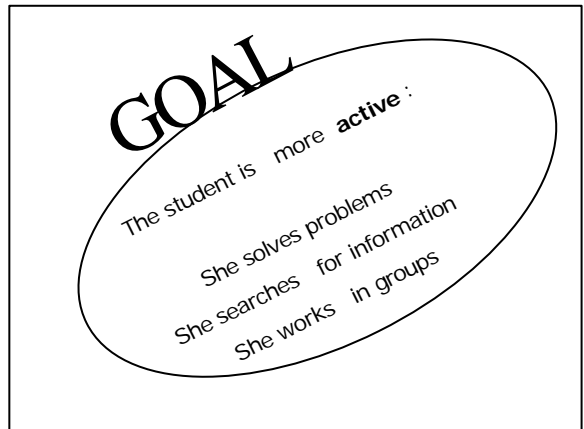 GOAL
The student is more active :
She solves problems
She searches for information
She works in groups